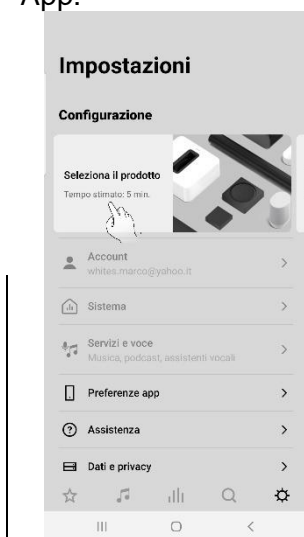 App.
Impostazioni
Configurazione
Seleziona il prodotto
Tempo stimato: 5 min.
Account
whites.marco@yahoo.it
Sistema
Servizi e voce
Musica, podcast, assistenti vocali
Preferenze app
Assistenza
Dati e privacy